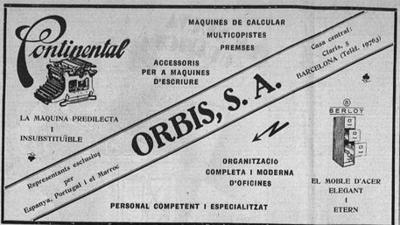 Continental
LA MAQUINA PREDILECTA
I
INSUBSTITUÏBLE
MAQUINES DE CALCULAR
MULTICOPISTES
PREMSES
ACCESSORIS
PER A MAQUINES
D'ESCRIURE
Casa central:
Claris, 5
BARCELONA (Telèf. 19763)
ORBIS, S. A.
Representants exclusius
per
Espanya, Portugal i el Marroc
BERLOY
EL MOBLE D'ACER
ELEGANT
I
ETERN
ORGANITZACIO
COMPLETA I MODERNA
D'OFICINES
PERSONAL COMPETENT I ESPECIALITZAT